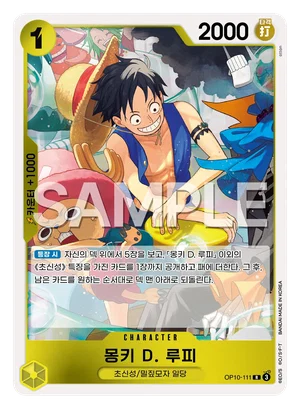 1
2000
타격
打
카운터 +1000
SAMPLE
등장 시 자신의 덱 위에서 5장을 보고, 「몽키 D. 루피」 이외의
《초신성》 특징을 가진 카드를 1장까지 공개하고 패에 더한다. 그 후,
남은 카드를 원하는 순서대로 덱 맨 아래로 되돌린다.
CHARACTER
몽키 D. 루피
초신성/밀짚모자 일당
OP10-111 R
3
BANDAI MADE IN KOREA